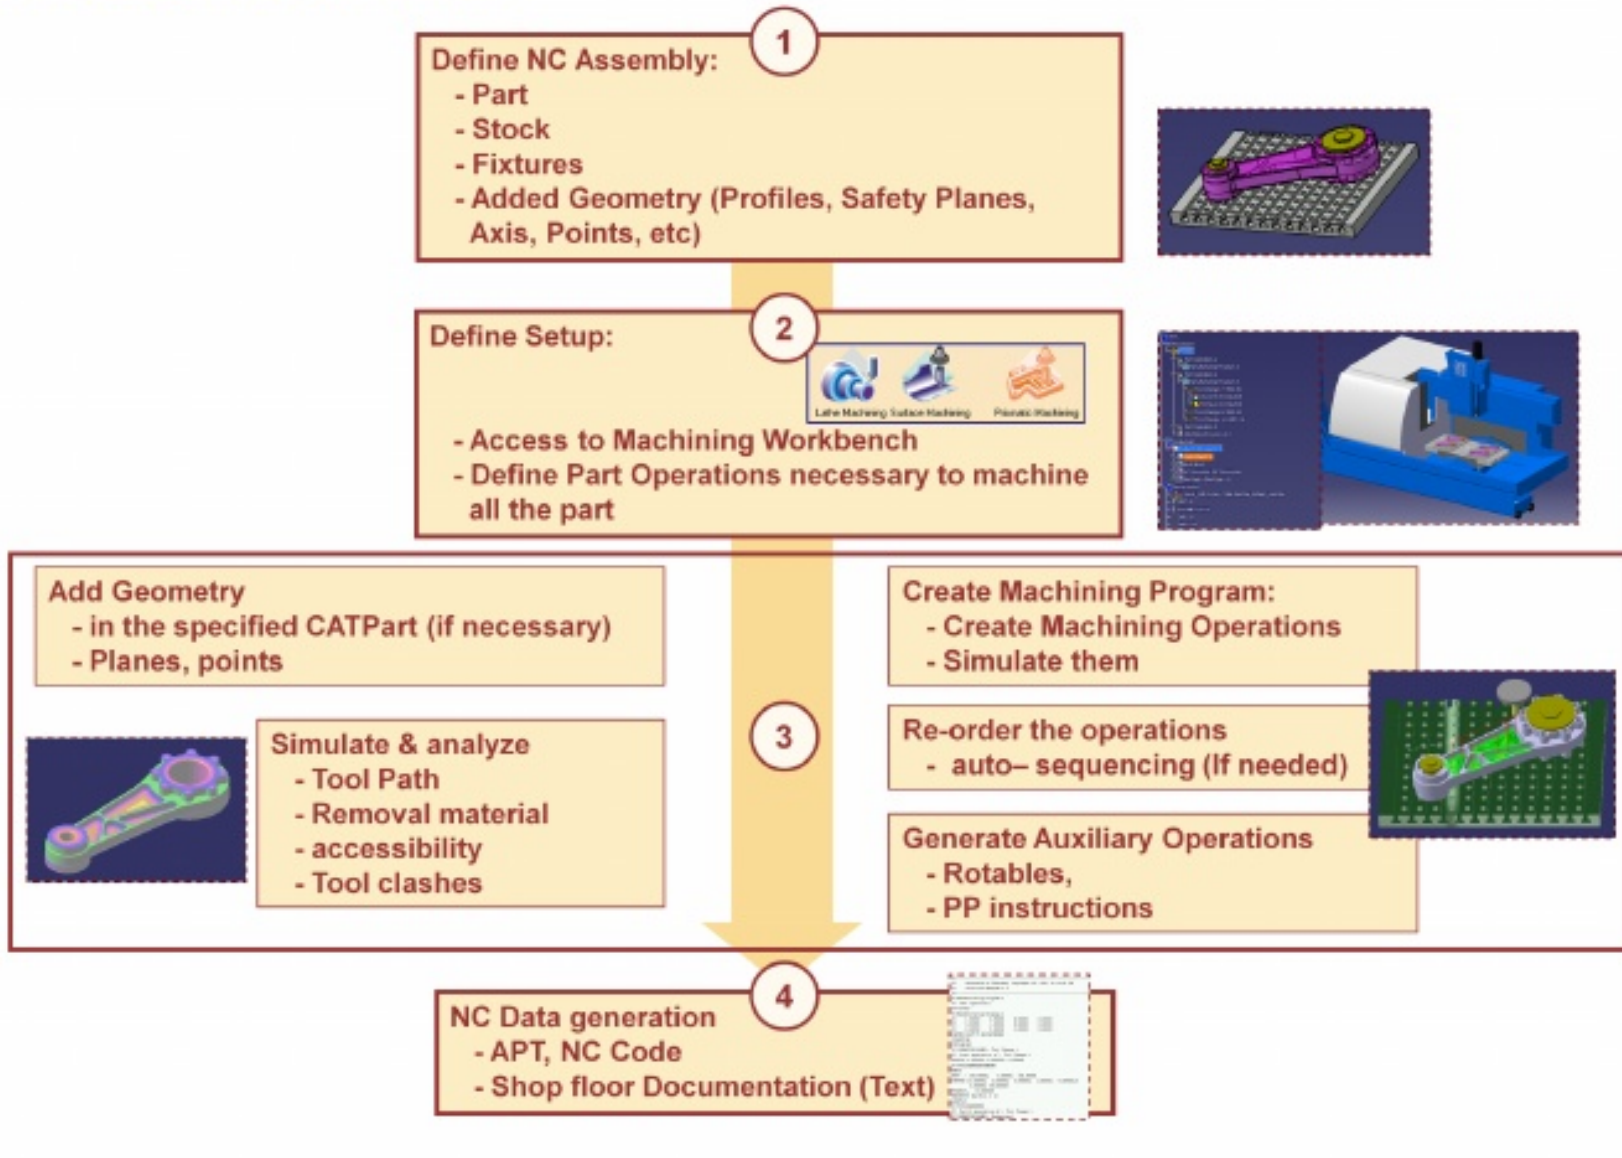 1
Define NC Assembly:
- Part
- Stock
- Fixtures
- Added Geometry (Profiles, Safety Planes,
Axis, Points, etc)
2
Define Setup:
Lathe Machining Surface Machining Prismatic Machining
- Access to Machining Workbench
- Define Part Operations necessary to machine
all the part
3
Add Geometry
- in the specified CATPart (if necessary)
- Planes, points
Simulate & analyze
- Tool Path
- Removal material
- accessibility
- Tool clashes
Create Machining Program:
- Create Machining Operations
- Simulate them
Re-order the operations
- auto– sequencing (If needed)
Generate Auxiliary Operations
- Rotables,
- PP instructions
4
NC Data generation
- APT, NC Code
- Shop floor Documentation (Text)